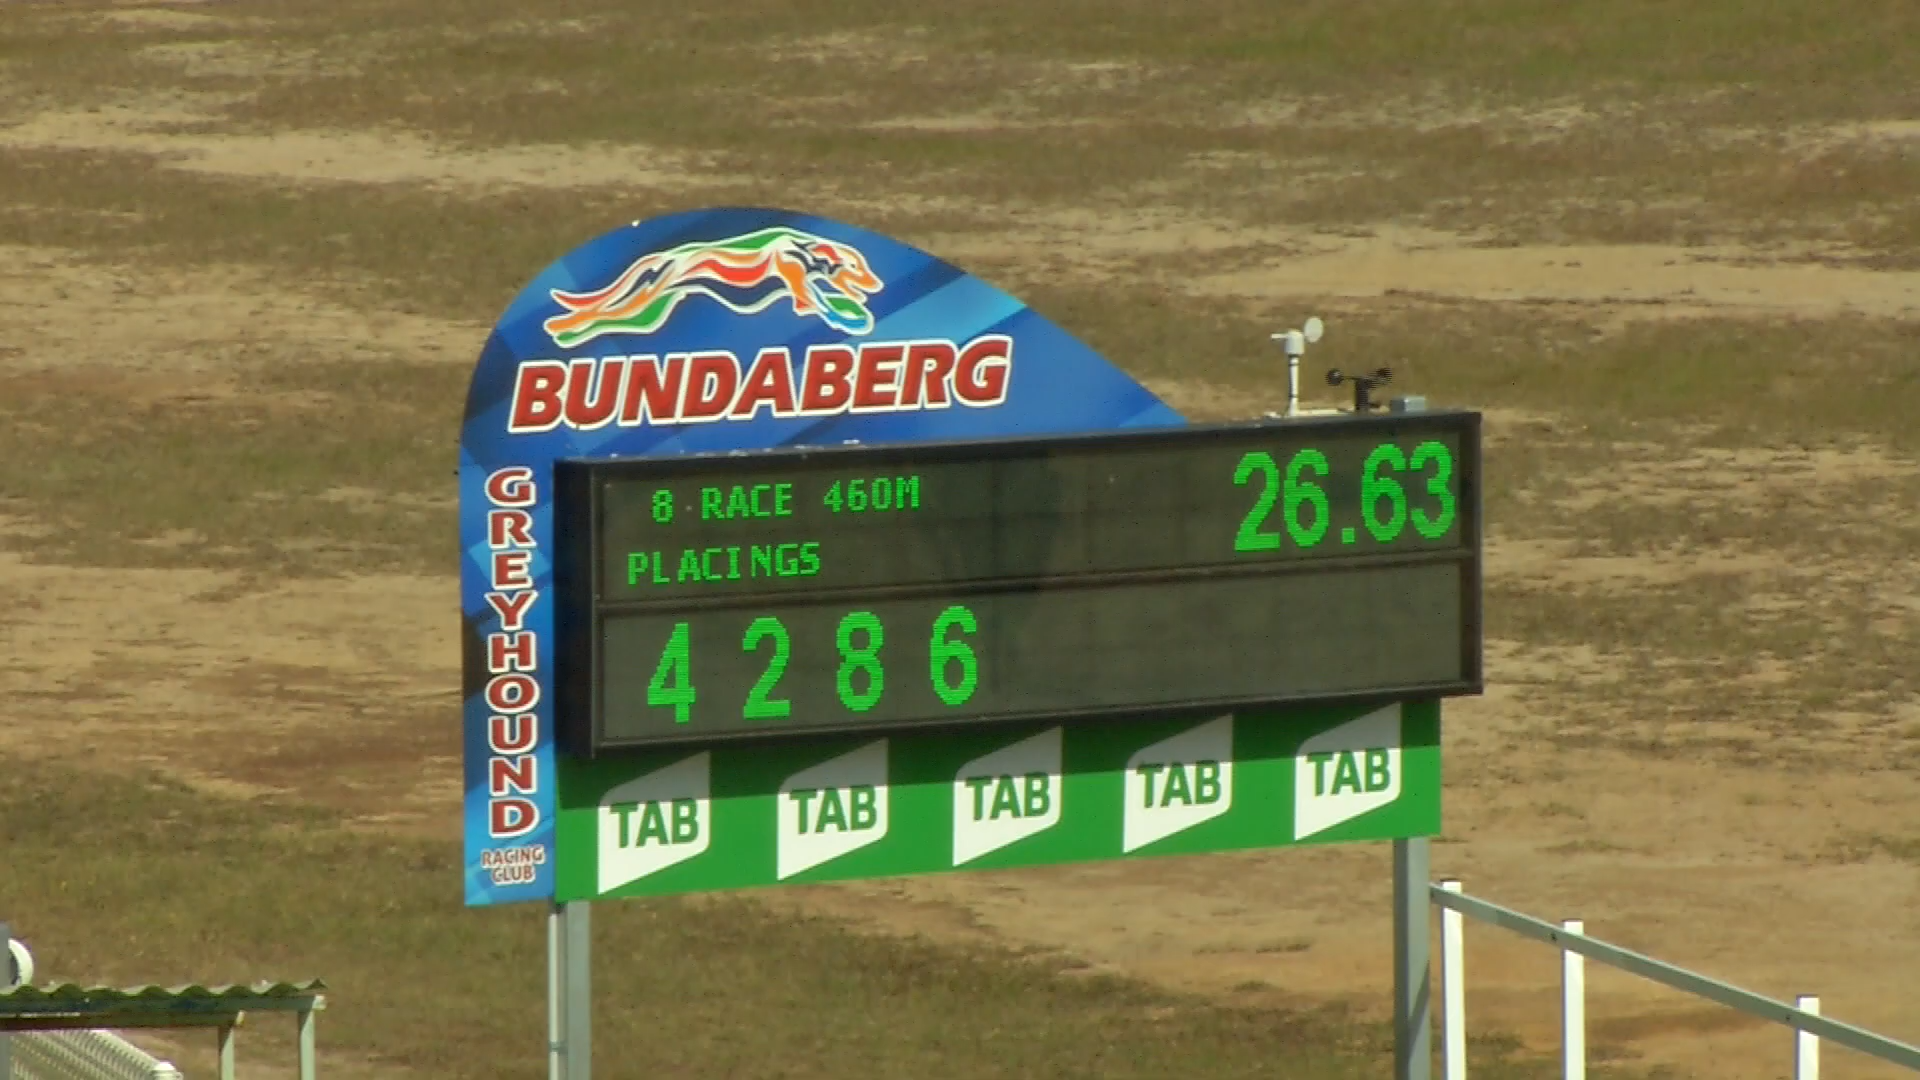 BUNDABERG
GREYHOUND
RACING
CLUB
8 RACE 460M
26.63
PLACINGS
4 2 8 6
TAB TAB TAB TAB TAB